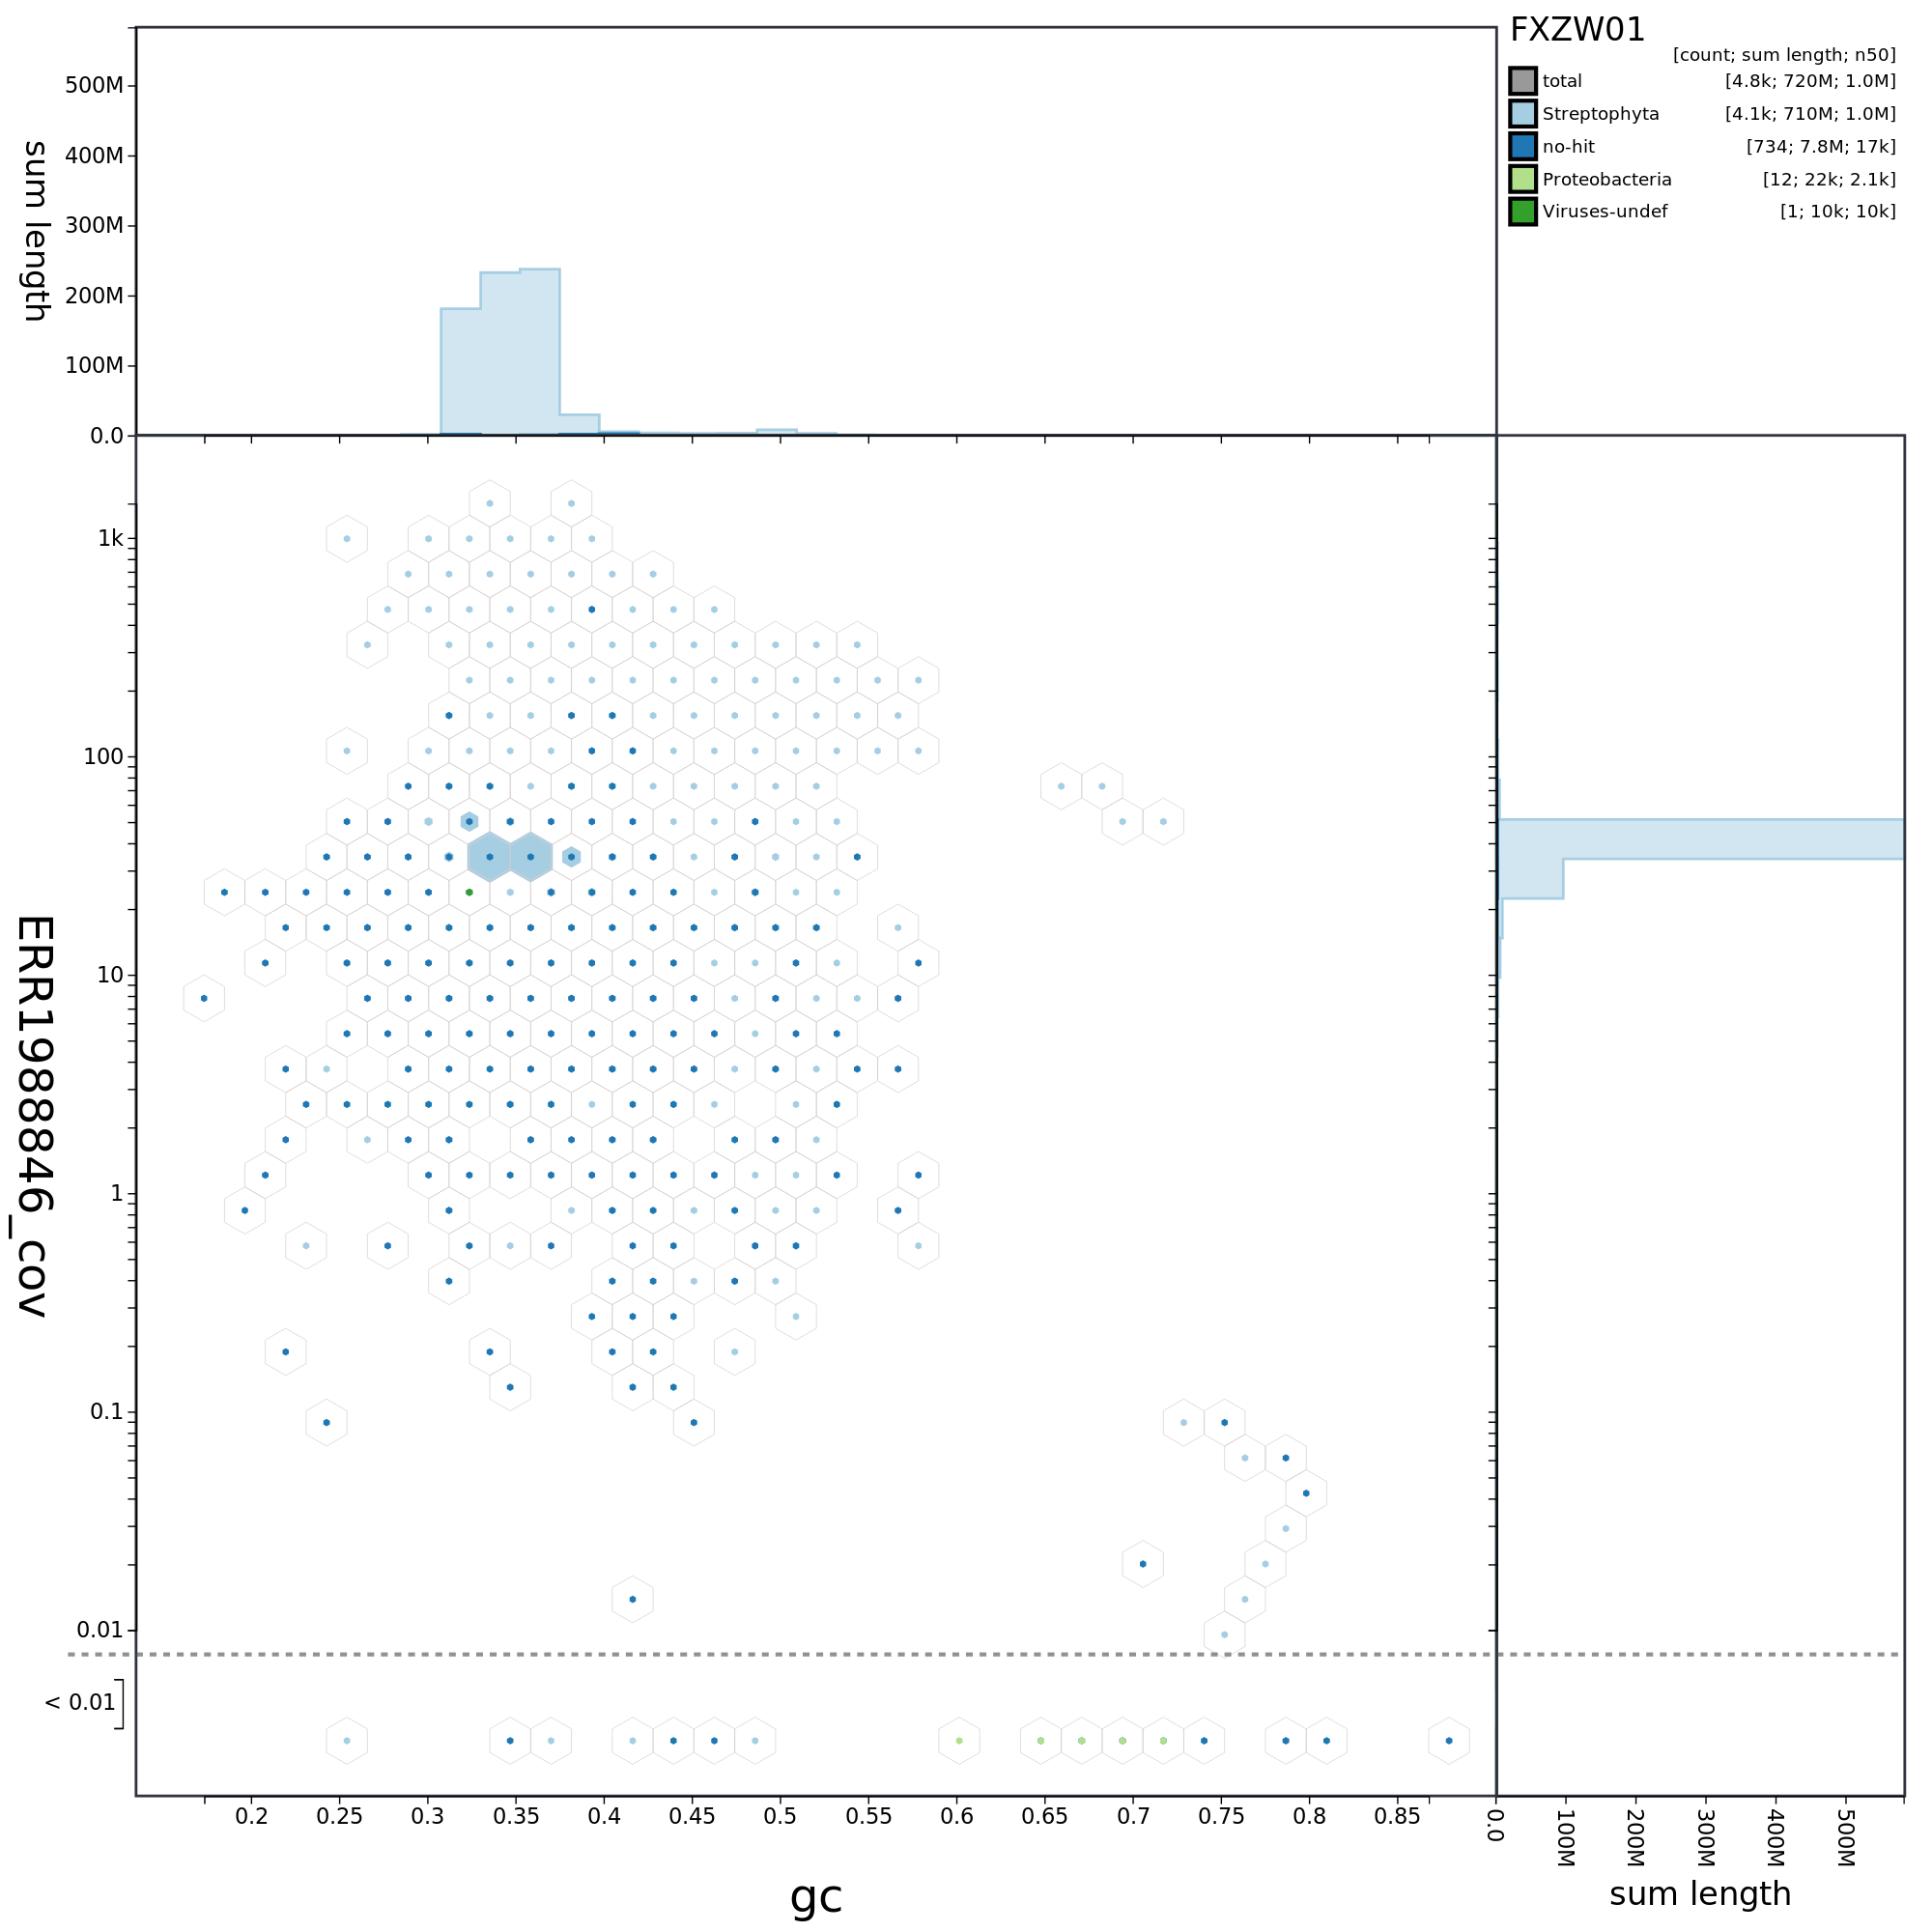 FXZW01
[count; sum length; n50]
total [4.8k; 720M; 1.0M]
Streptophyta [4.1k; 710M; 1.0M]
no-hit [734; 7.8M; 17k]
Proteobacteria [12; 22k; 2.1k]
Viruses-undef [1; 10k; 10k]
sum length
500M
400M
300M
200M
100M
0.0
ERR1988846_cov
1k
100
10
1
0.1
0.01
< 0.01
0.2 0.25 0.3 0.35 0.4 0.45 0.5 0.55 0.6 0.65 0.7 0.75 0.8 0.85
gc
0.0 100M 200M 300M 400M 500M
sum length